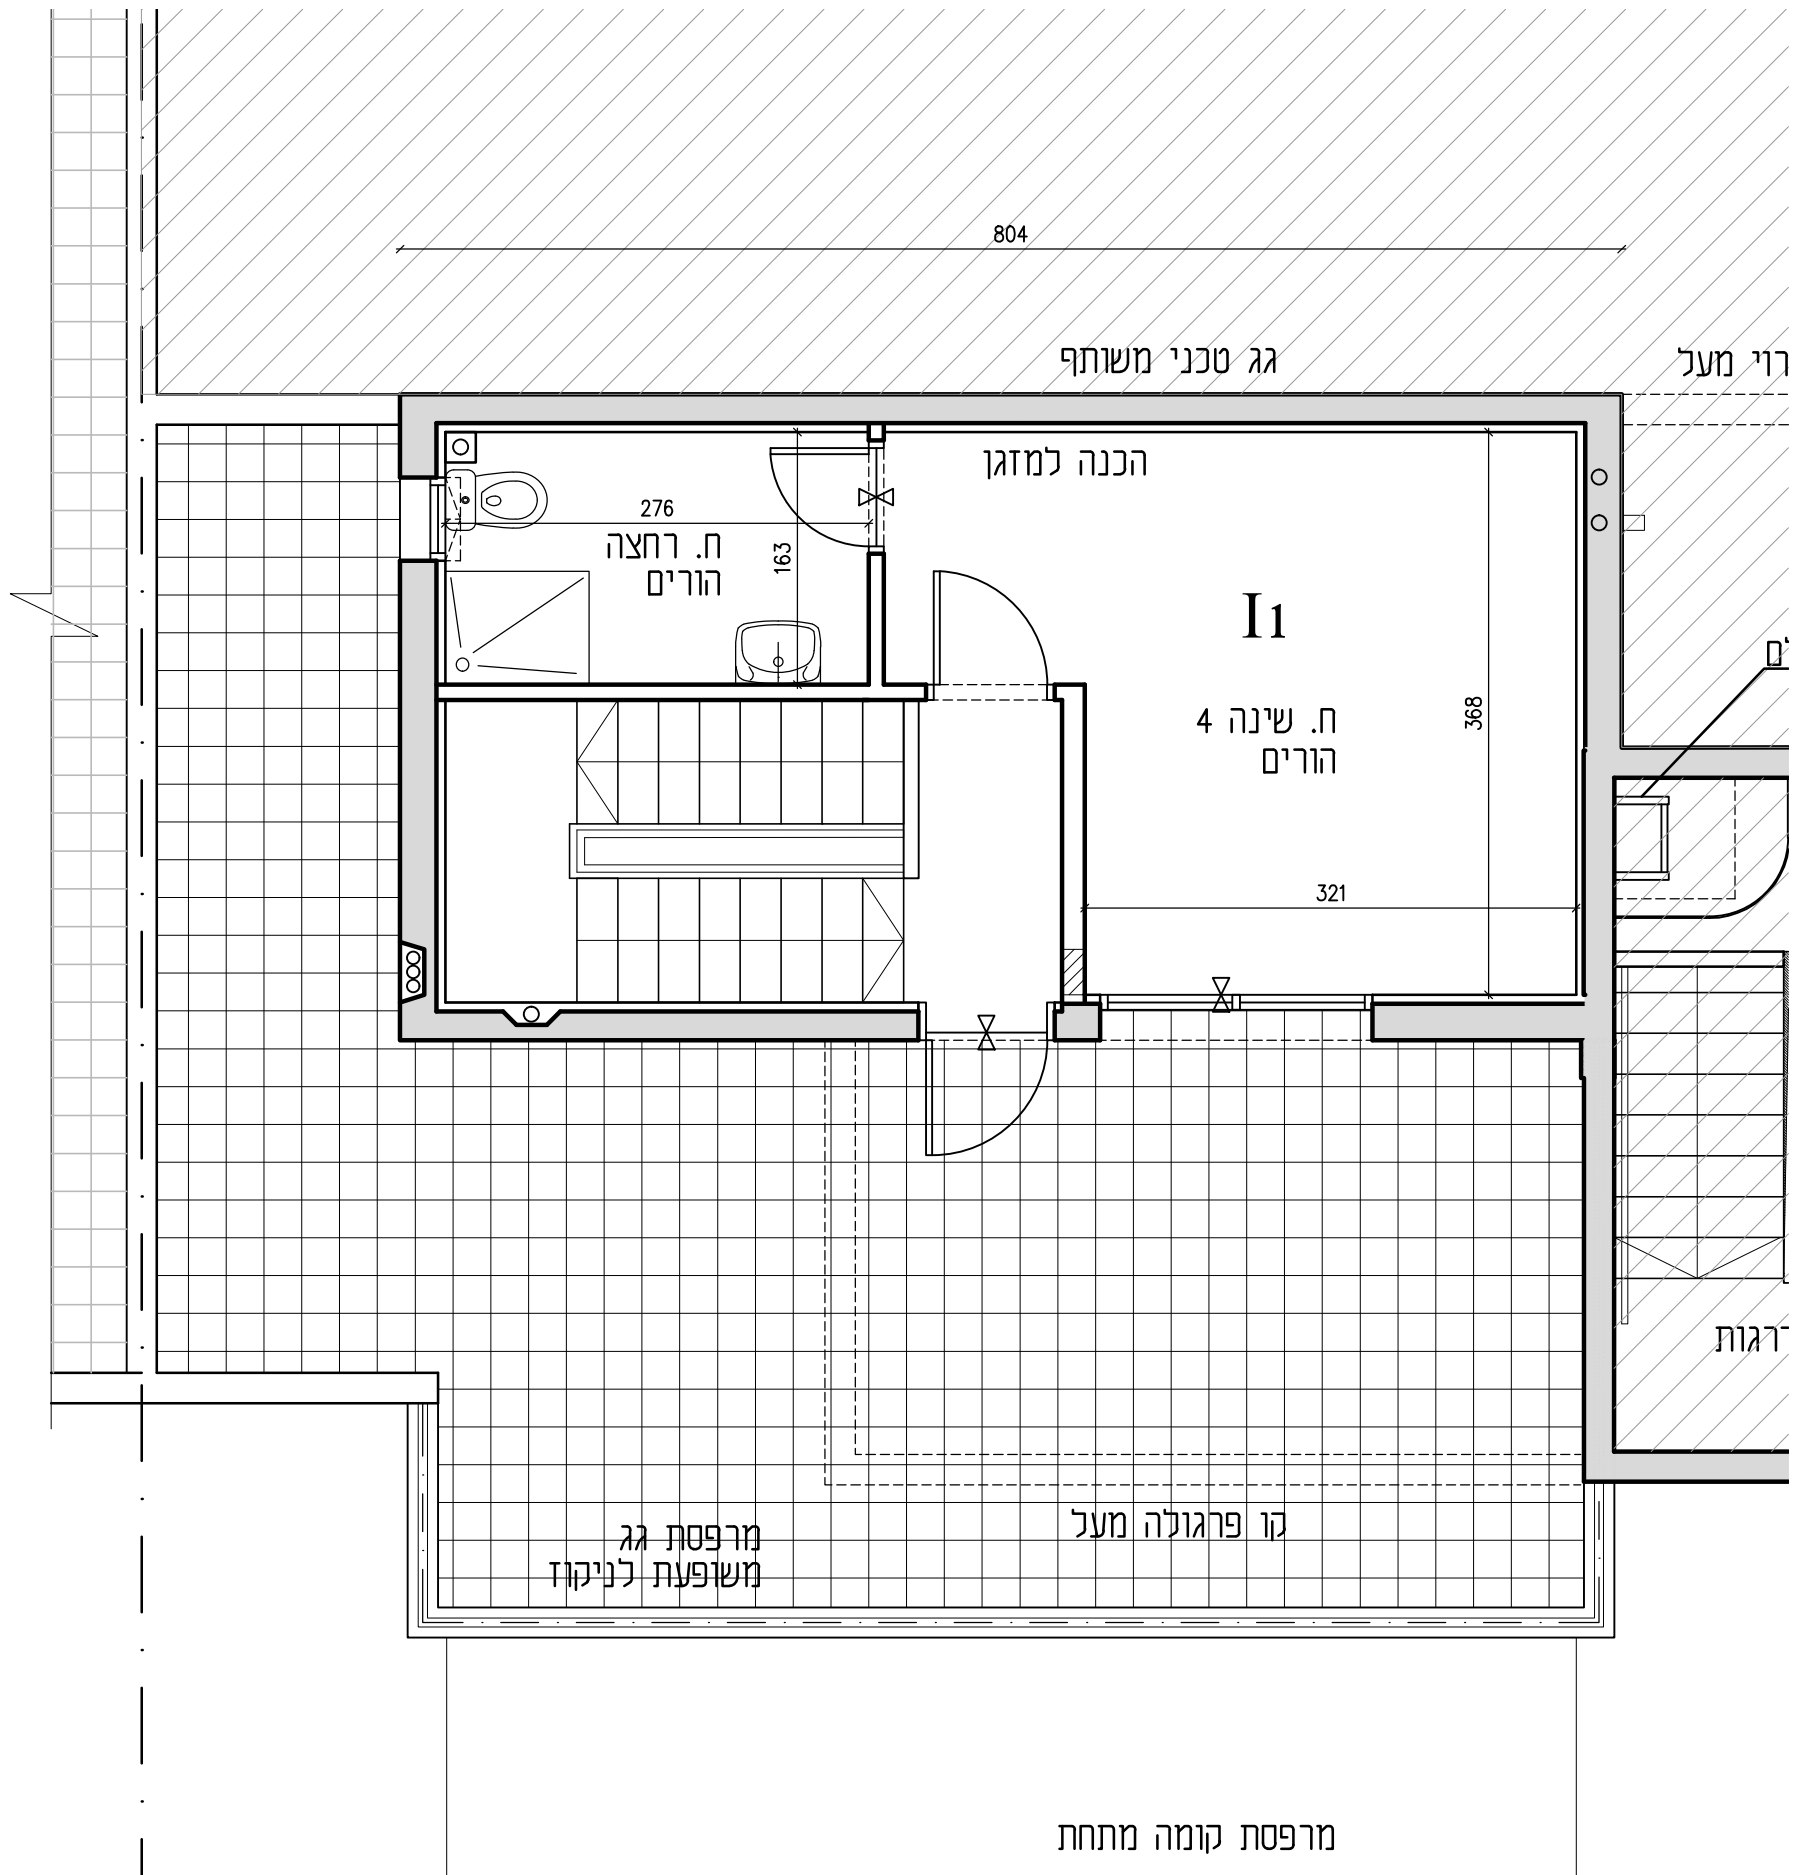 804
גג טכני משותף
רוי מעל
הכנה למזגן
276
ח. רחצה
הורים
163
I1
368
ח. שינה 4
הורים
321
רגות
קו פרגולה מעל
מרפסת גג
משופעת לניקוז
מרפסת קומה מתחת